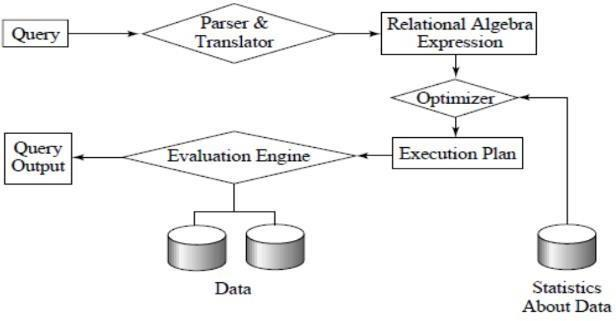 Query
Parser &
Translator
Relational Algebra
Expression
Optimizer
Query
Output
Evaluation Engine
Execution Plan
Data
Statistics
About Data